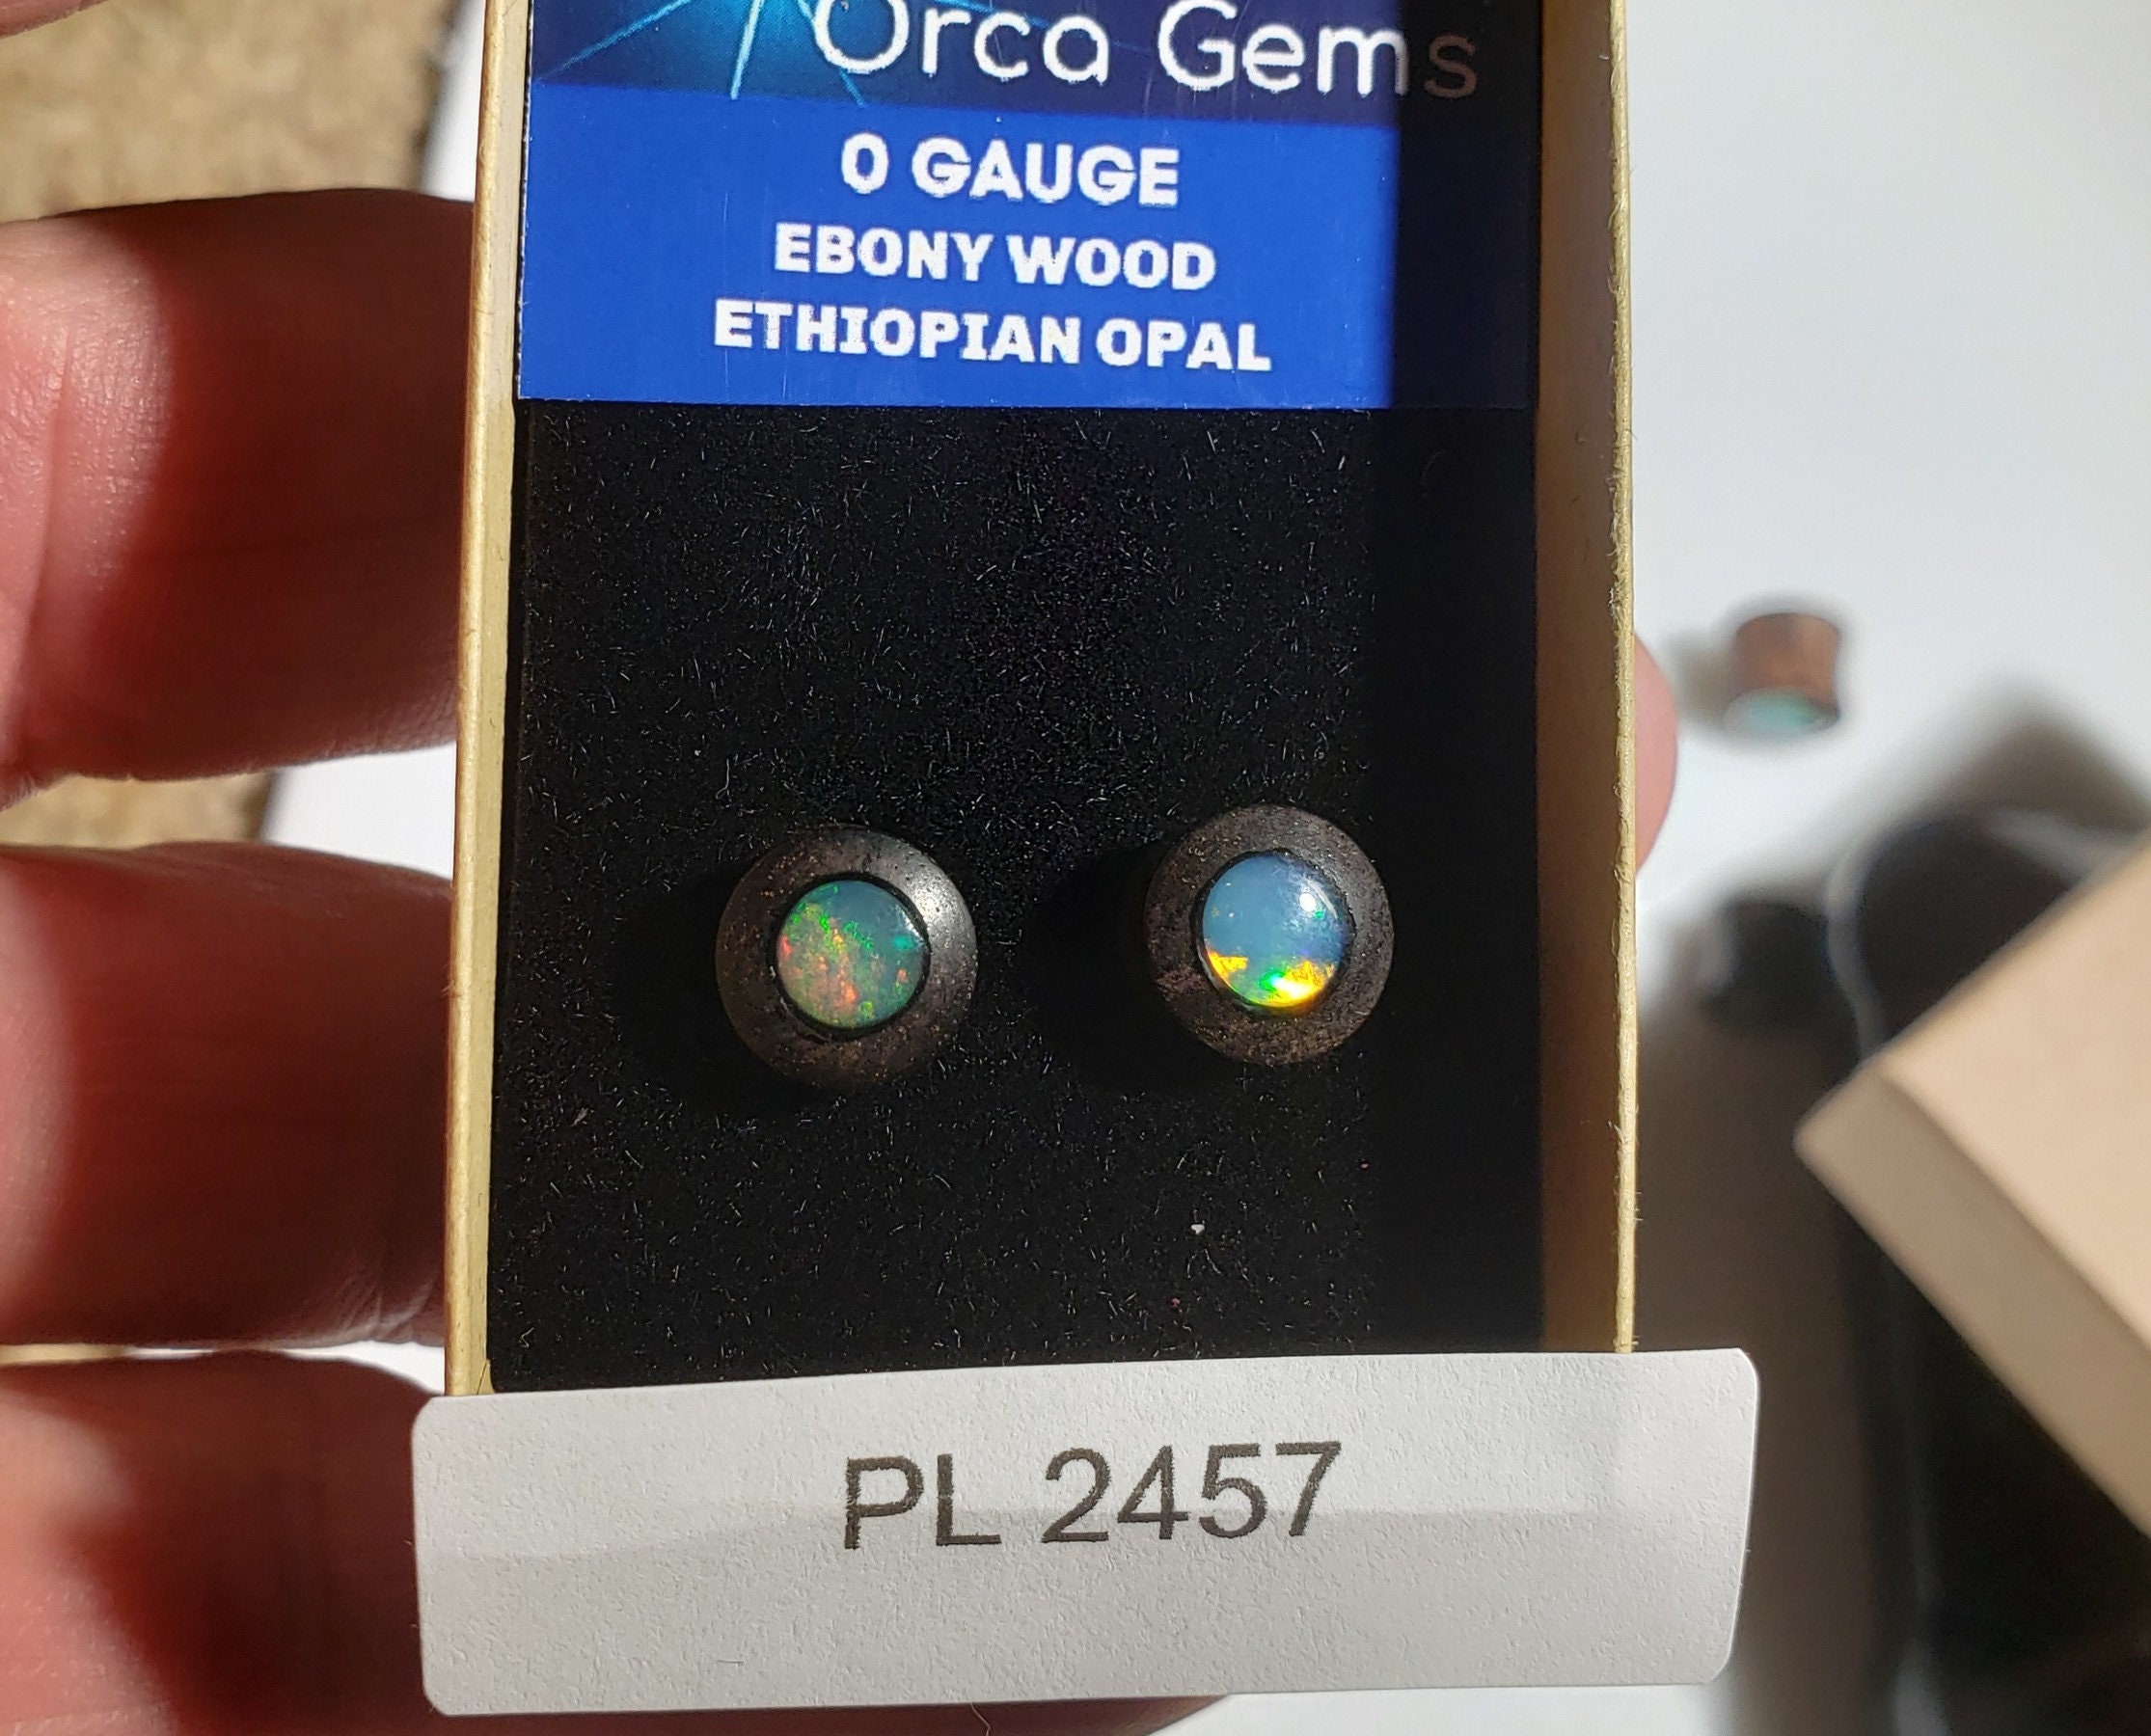 Orca Gems
0 GAUGE
EBONY WOOD
ETHIOPIAN OPAL
PL 2457